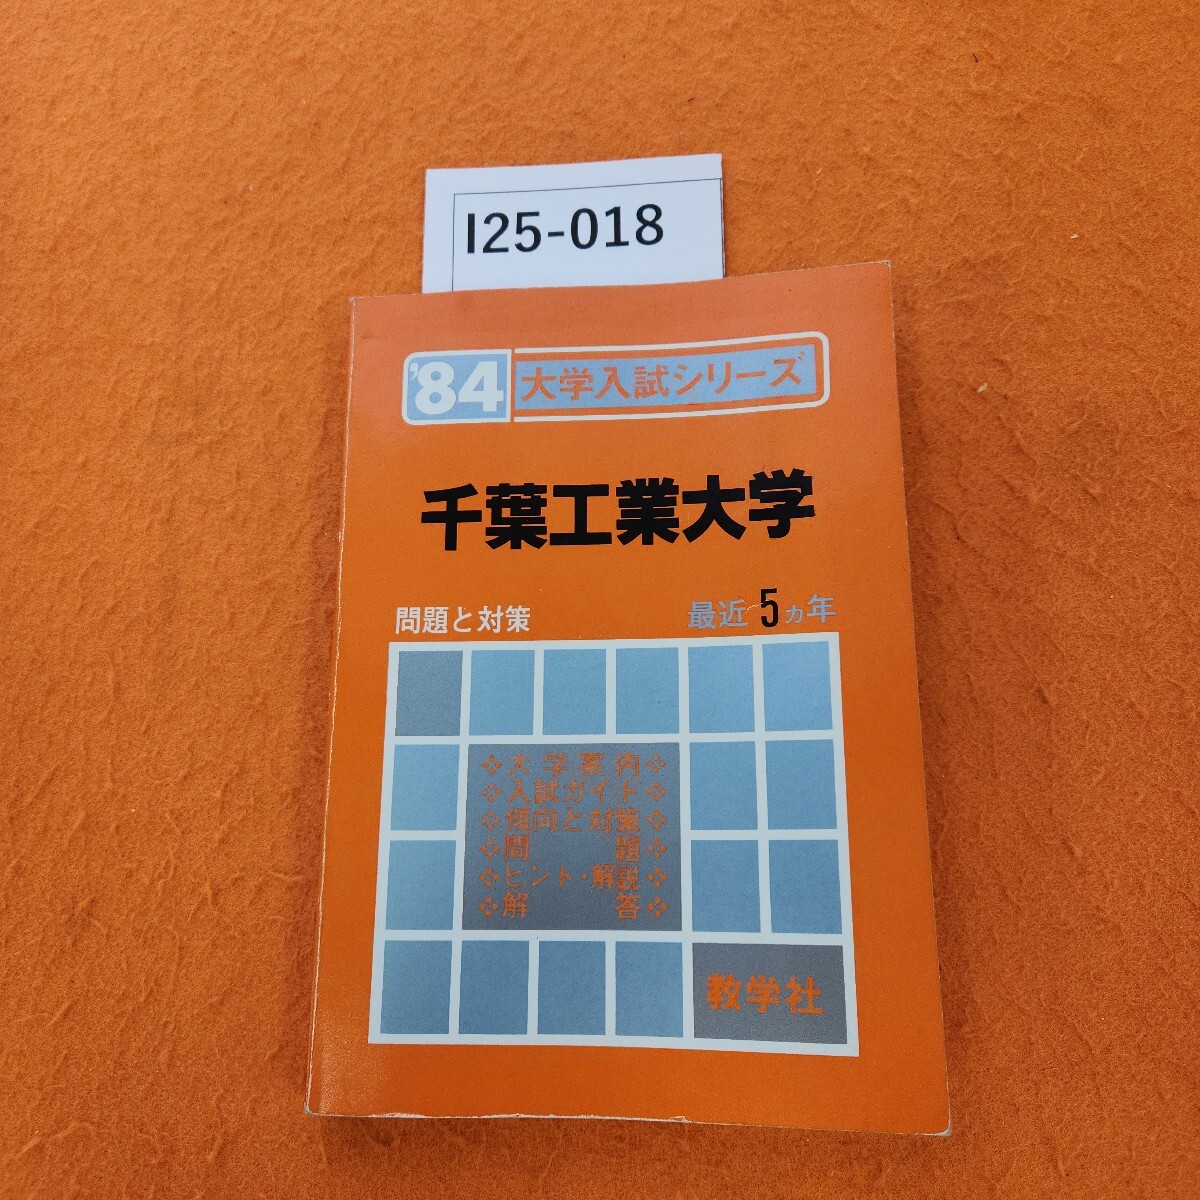 I25-018
'84 大学入試シリーズ
千葉工業大学
問題と対策 最近5ヵ年
❖大学案内❖
❖入試ガイド❖
❖傾向と対策❖
❖問題❖
❖ヒント・解説❖
❖解答❖
教学社